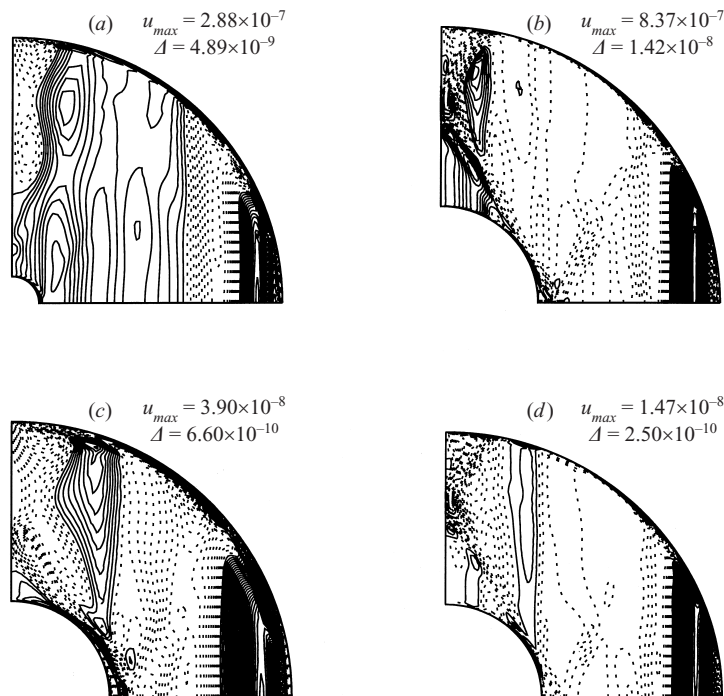 (a) u_max = 2.88×10⁻⁷
Δ = 4.89×10⁻⁹
(b) u_max = 8.37×10⁻⁷
Δ = 1.42×10⁻⁸
(c) u_max = 3.90×10⁻⁸
Δ = 6.60×10⁻¹⁰
(d) u_max = 1.47×10⁻⁸
Δ = 2.50×10⁻¹⁰